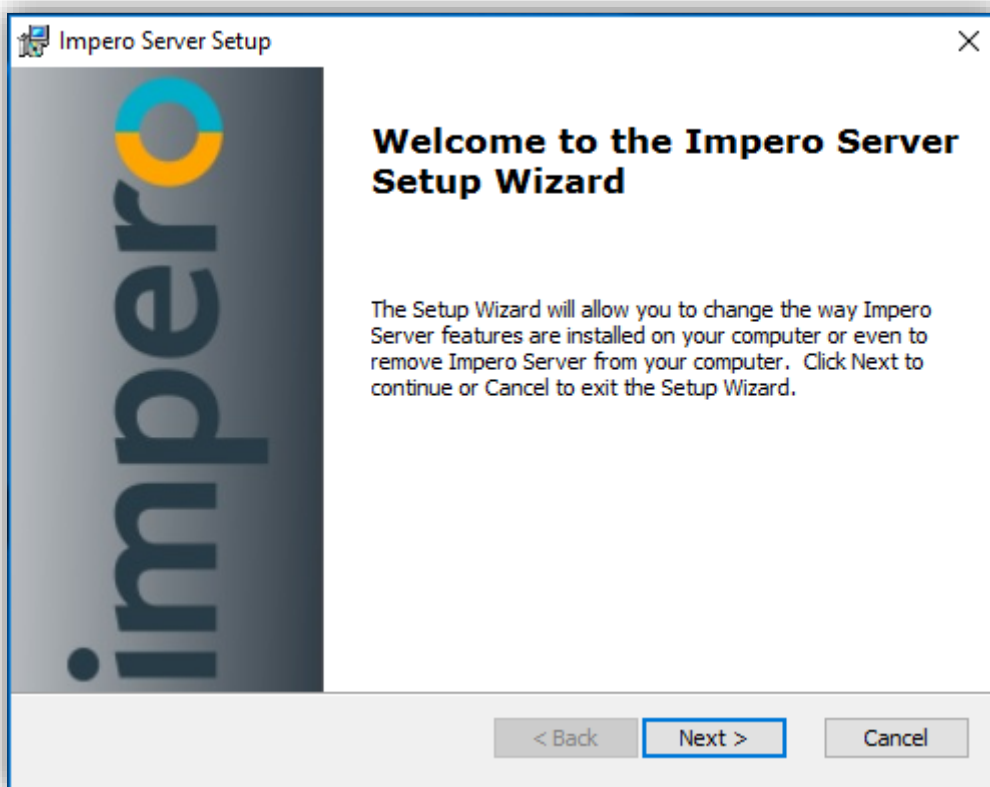 Impero Server Setup
impero
Welcome to the Impero Server
Setup Wizard
The Setup Wizard will allow you to change the way Impero
Server features are installed on your computer or even to
remove Impero Server from your computer.  Click Next to
continue or Cancel to exit the Setup Wizard.
< Back
Next >
Cancel